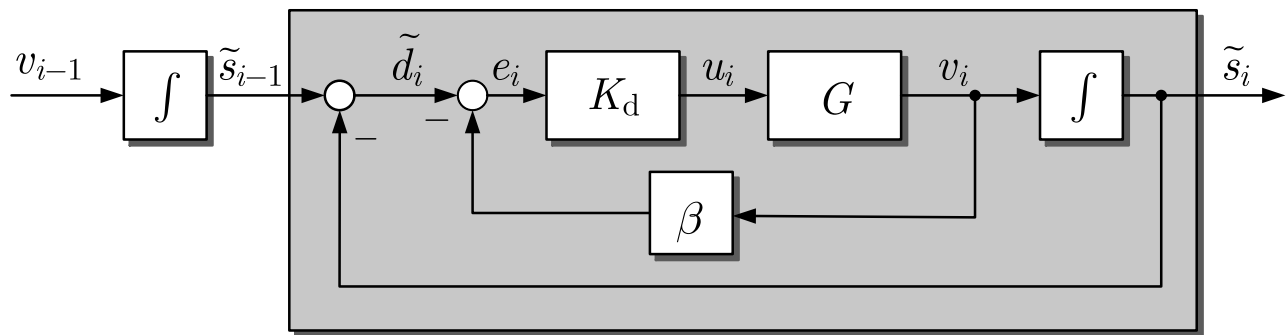 v_{i−1} ∫ s̃_{i−1} d̃_i e_i K_d u_i G v_i ∫ s̃_i
− −
β